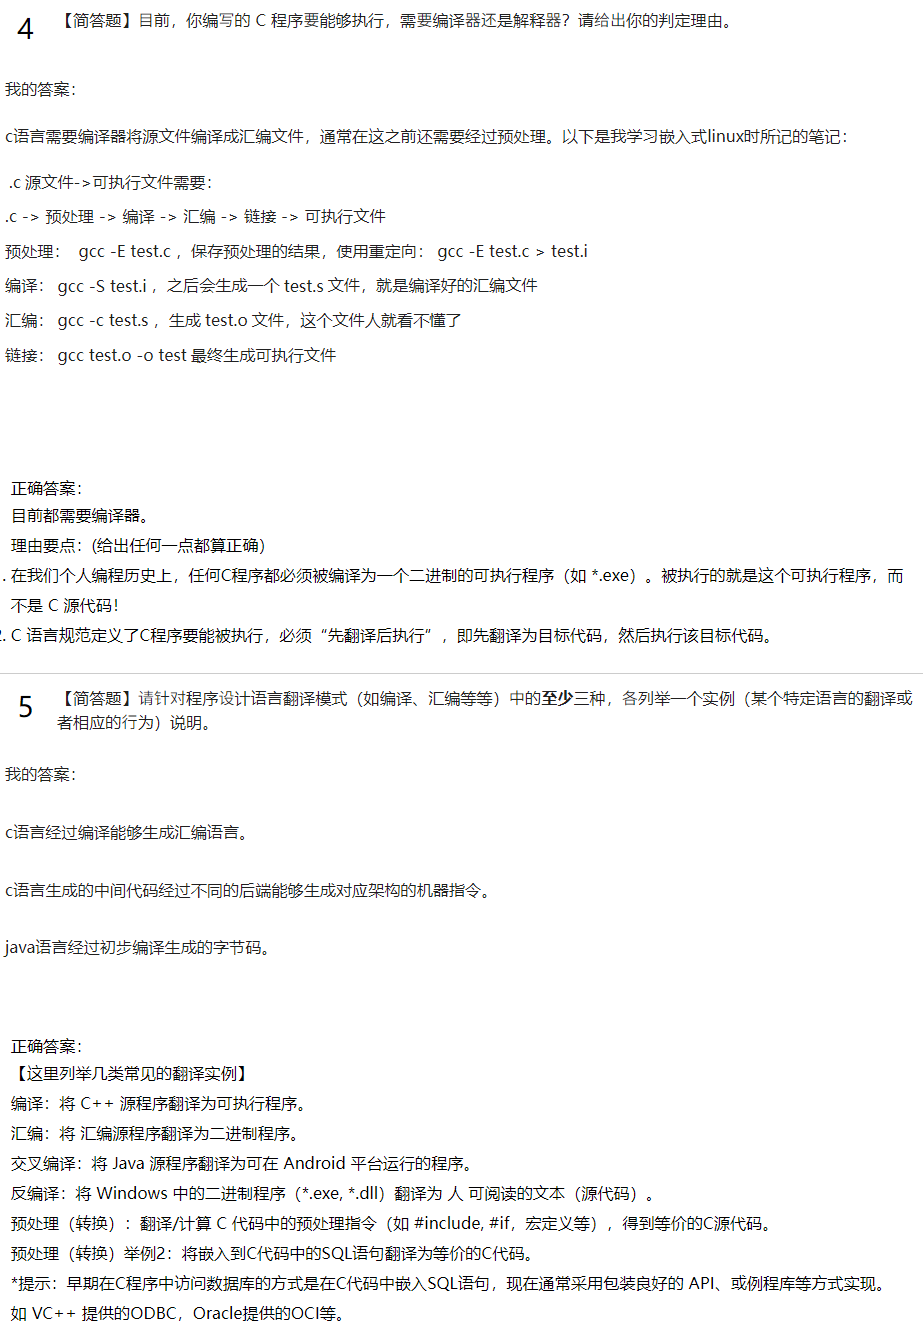 4 【简答题】目前，你编写的 C 程序要能够执行，需要编译器还是解释器？请给出你的判定理由。
我的答案：
c语言需要编译器将源文件编译成汇编文件，通常在这之前还需要经过预处理。以下是我学习嵌入式linux时所记的笔记：
.c 源文件->可执行文件需要：
.c -> 预处理 -> 编译 -> 汇编 -> 链接 -> 可执行文件
预处理： gcc -E test.c ，保存预处理的结果，使用重定向： gcc -E test.c > test.i
编译： gcc -S test.i ，之后会生成一个 test.s 文件，就是编译好的汇编文件
汇编： gcc -c test.s ，生成 test.o 文件，这个文件人就看不懂了
链接： gcc test.o -o test 最终生成可执行文件
正确答案：
目前都需要编译器。
理由要点：(给出任何一点都算正确)
. 在我们个人编程历史上，任何C程序都必须被编译为一个二进制的可执行程序（如 *.exe）。被执行的就是这个可执行程序，而
不是 C 源代码！
2. C 语言规范定义了C程序要能被执行，必须“先翻译后执行”，即先翻译为目标代码，然后执行该目标代码。
5 【简答题】请针对程序设计语言翻译模式（如编译、汇编等等）中的至少三种，各列举一个实例（某个特定语言的翻译或
者相应的行为）说明。
我的答案：
c语言经过编译能够生成汇编语言。
c语言生成的中间代码经过不同的后端能够生成对应架构的机器指令。
java语言经过初步编译生成的字节码。
正确答案：
【这里列举几类常见的翻译实例】
编译：将 C++ 源程序翻译为可执行程序。
汇编：将 汇编源程序翻译为二进制程序。
交叉编译：将 Java 源程序翻译为可在 Android 平台运行的程序。
反编译：将 Windows 中的二进制程序（*.exe, *.dll）翻译为 人 可阅读的文本（源代码）。
预处理（转换）：翻译/计算 C 代码中的预处理指令（如 #include, #if，宏定义等），得到等价的C源代码。
预处理（转换）举例2：将嵌入到C代码中的SQL语句翻译为等价的C代码。
*提示：早期在C程序中访问数据库的方式是在C代码中嵌入SQL语句，现在通常采用包装良好的 API、或例程库等方式实现。
如 VC++ 提供的ODBC，Oracle提供的OCI等。